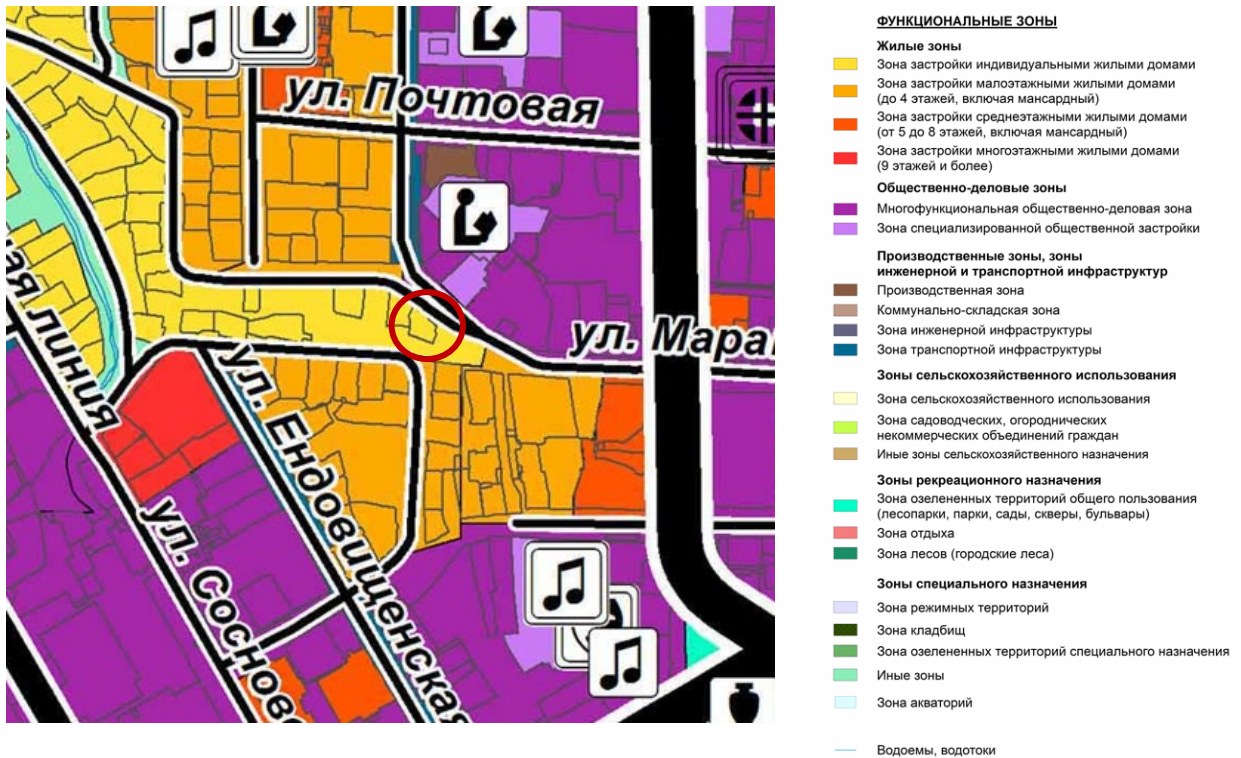 ул. Почтовая
ул. Мара
ая линия
ул. Ендовищенская
ул. Соснов
ФУНКЦИОНАЛЬНЫЕ ЗОНЫ
Жилые зоны
Зона застройки индивидуальными жилыми домами
Зона застройки малоэтажными жилыми домами
(до 4 этажей, включая мансардный)
Зона застройки среднеэтажными жилыми домами
(от 5 до 8 этажей, включая мансардный)
Зона застройки многоэтажными жилыми домами
(9 этажей и более)
Общественно-деловые зоны
Многофункциональная общественно-деловая зона
Зона специализированной общественной застройки
Производственные зоны, зоны
инженерной и транспортной инфраструктур
Производственная зона
Коммунально-складская зона
Зона инженерной инфраструктуры
Зона транспортной инфраструктуры
Зоны сельскохозяйственного использования
Зона сельскохозяйственного использования
Зона садоводческих, огороднических
некоммерческих объединений граждан
Иные зоны сельскохозяйственного назначения
Зоны рекреационного назначения
Зона озелененных территорий общего пользования
(лесопарки, парки, сады, скверы, бульвары)
Зона отдыха
Зона лесов (городские леса)
Зоны специального назначения
Зона режимных территорий
Зона кладбищ
Зона озелененных территорий специального назначения
Иные зоны
Зона акваторий
Водоемы, водотоки